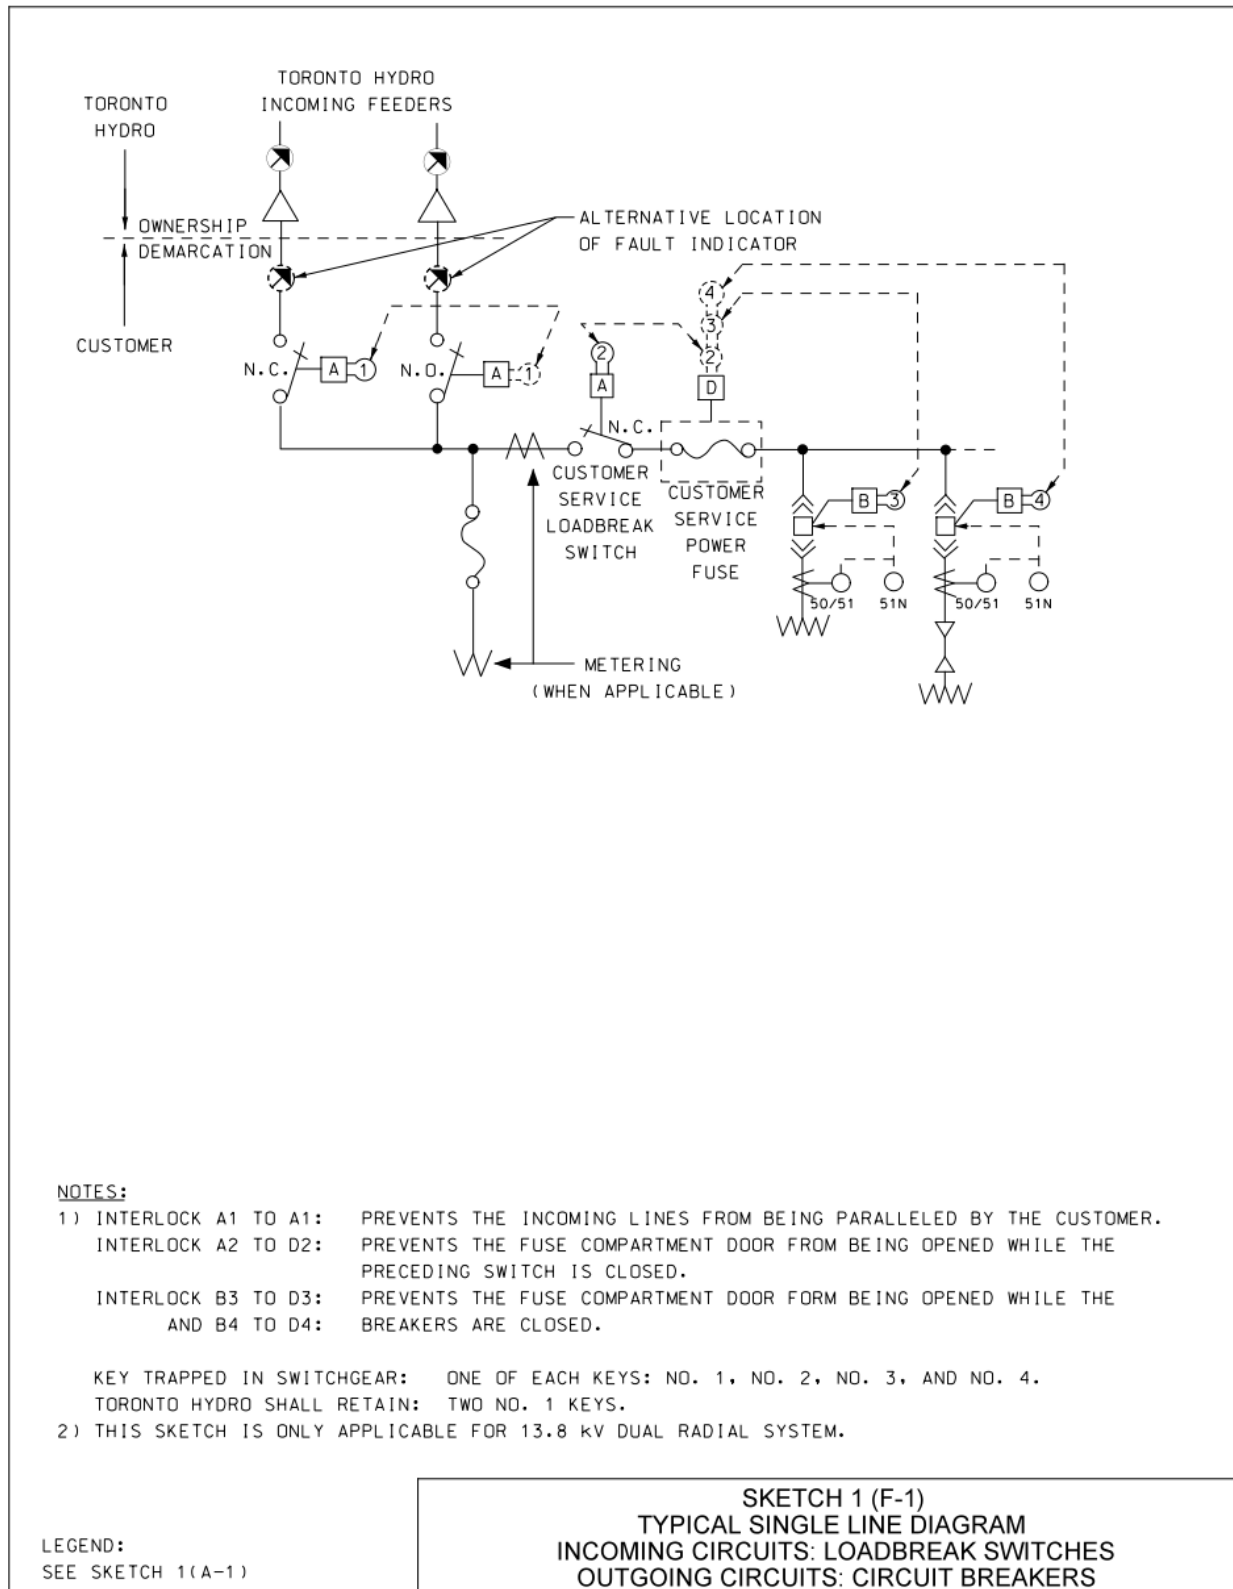 TORONTO HYDRO
INCOMING FEEDERS
TORONTO
HYDRO
OWNERSHIP
DEMARCATION
CUSTOMER
ALTERNATIVE LOCATION
OF FAULT INDICATOR
N.C.
A
1
N.O.
A
1
2
A
4
3
2
D
N.C.
CUSTOMER
SERVICE
LOADBREAK
SWITCH
CUSTOMER
SERVICE
POWER
FUSE
B
3
B
4
50/51
51N
50/51
51N
METERING
(WHEN APPLICABLE)
NOTES:
1) INTERLOCK A1 TO A1: PREVENTS THE INCOMING LINES FROM BEING PARALLELED BY THE CUSTOMER.
INTERLOCK A2 TO D2: PREVENTS THE FUSE COMPARTMENT DOOR FROM BEING OPENED WHILE THE
PRECEDING SWITCH IS CLOSED.
INTERLOCK B3 TO D3: PREVENTS THE FUSE COMPARTMENT DOOR FORM BEING OPENED WHILE THE
AND B4 TO D4: BREAKERS ARE CLOSED.
KEY TRAPPED IN SWITCHGEAR: ONE OF EACH KEYS: NO. 1, NO. 2, NO. 3, AND NO. 4.
TORONTO HYDRO SHALL RETAIN: TWO NO. 1 KEYS.
2) THIS SKETCH IS ONLY APPLICABLE FOR 13.8 kV DUAL RADIAL SYSTEM.
LEGEND:
SEE SKETCH 1(A-1)
SKETCH 1 (F-1)
TYPICAL SINGLE LINE DIAGRAM
INCOMING CIRCUITS: LOADBREAK SWITCHES
OUTGOING CIRCUITS: CIRCUIT BREAKERS